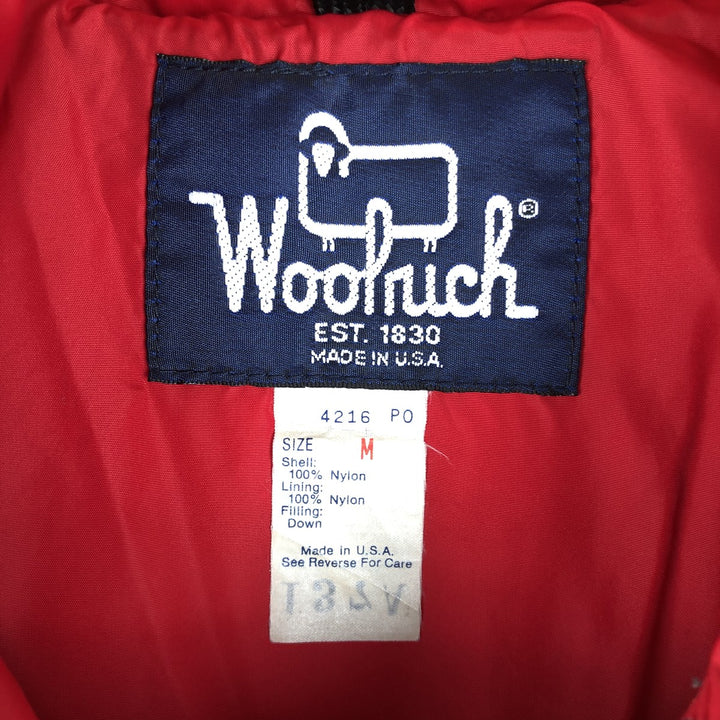 Woolrich®
EST. 1830
MADE IN U.S.A.
4216 PO
SIZE M
Shell:
100% Nylon
Lining:
100% Nylon
Filling:
Down
Made in U.S.A.
See Reverse For Care